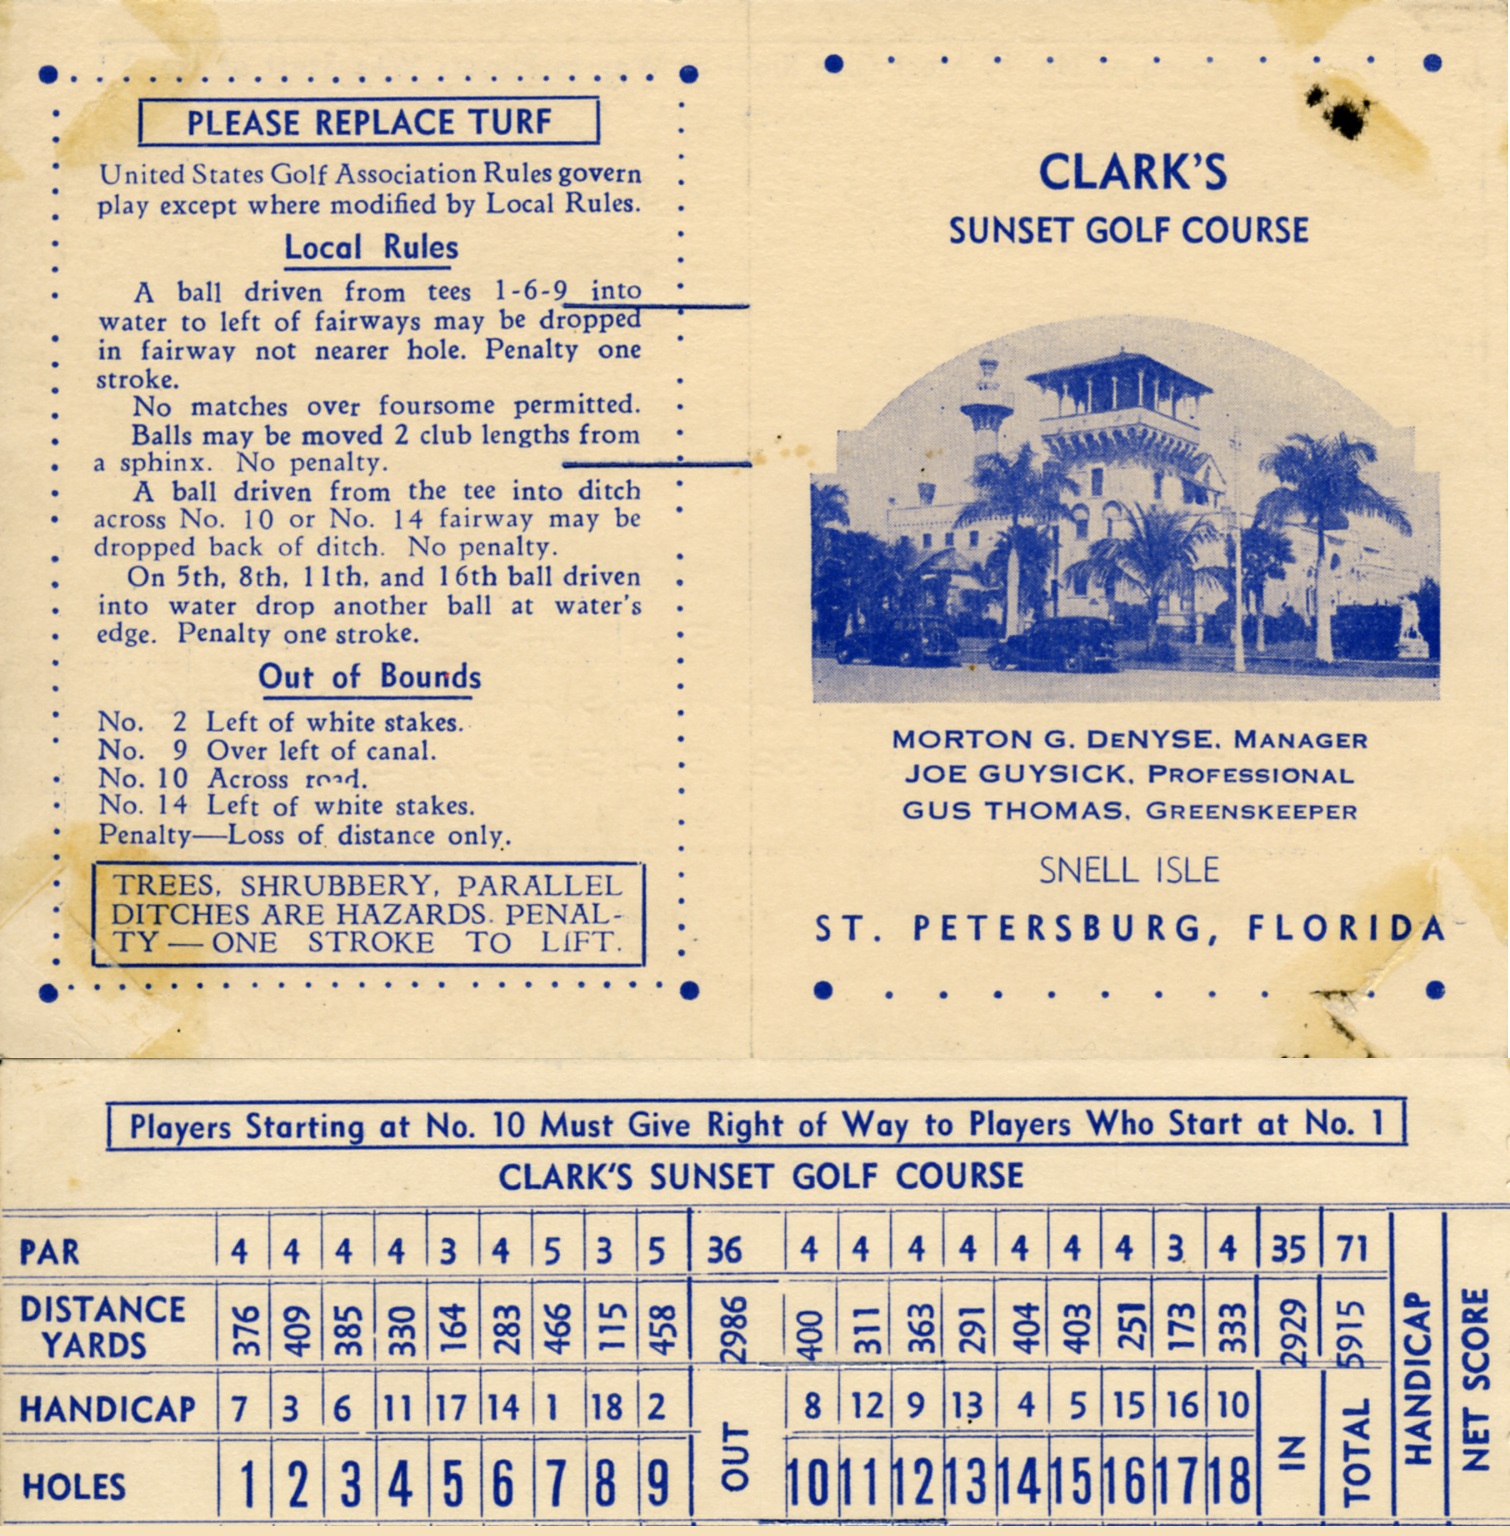 PLEASE REPLACE TURF
United States Golf Association Rules govern
play except where modified by Local Rules.
Local Rules
A ball driven from tees 1-6-9 into
water to left of fairways may be dropped
in fairway not nearer hole. Penalty one
stroke.
No matches over foursome permitted.
Balls may be moved 2 club lengths from
a sphinx. No penalty.
A ball driven from the tee into ditch
across No. 10 or No. 14 fairway may be
dropped back of ditch. No penalty.
On 5th, 8th, 11th, and 16th ball driven
into water drop another ball at water's
edge. Penalty one stroke.
Out of Bounds
No. 2 Left of white stakes.
No. 9 Over left of canal.
No. 10 Across road.
No. 14 Left of white stakes.
Penalty—Loss of distance only.
TREES, SHRUBBERY, PARALLEL
DITCHES ARE HAZARDS. PENAL-
TY — ONE STROKE TO LIFT.
CLARK'S
SUNSET GOLF COURSE
MORTON G. DENYSE, MANAGER
JOE GUYSICK, PROFESSIONAL
GUS THOMAS, GREENSKEEPER
SNELL ISLE
ST. PETERSBURG, FLORIDA
Players Starting at No. 10 Must Give Right of Way to Players Who Start at No. 1
CLARK'S SUNSET GOLF COURSE
PAR 4 4 4 4 3 4 5 3 5 36 4 4 4 4 4 4 4 3 4 35 71
DISTANCE YARDS 376 409 385 330 164 283 466 115 458 2986 400 311 363 291 404 403 251 173 333 2929 5915
HANDICAP 7 3 6 11 17 14 1 18 2 8 12 9 13 4 5 15 16 10
HOLES 1 2 3 4 5 6 7 8 9 OUT 10 11 12 13 14 15 16 17 18 IN TOTAL HANDICAP NET SCORE